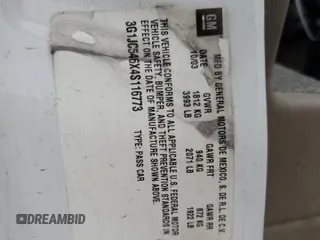 GM
MFD BY GENERAL MOTORS DE MEXICO, S. DE R.L. DE C.V.
DATE GVWR GAWR FRT GAWR RR
10/03 1812 KG 940 KG 872 KG
3993 LB 2071 LB 1922 LB
THIS VEHICLE CONFORMS TO ALL APPLICABLE U.S. FEDERAL MOTOR
VEHICLE SAFETY, BUMPER, AND THEFT PREVENTION STANDARDS IN
EFFECT ON THE DATE OF MANUFACTURE SHOWN ABOVE.
3G1JC546X4S116773 TYPE: PASS CAR
DREAMBID